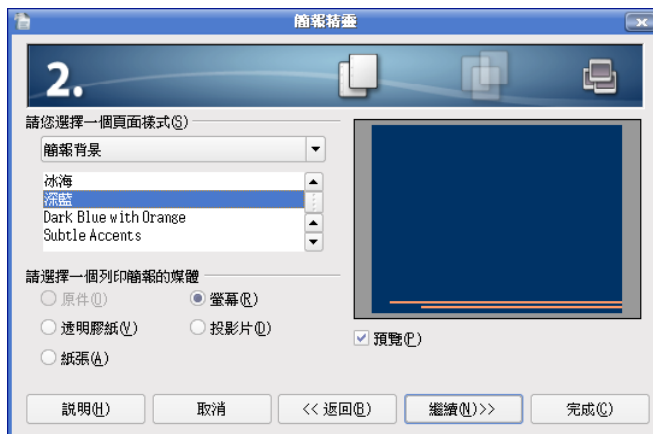 簡報精靈
2.
請您選擇一個頁面樣式(S)
簡報背景
冰海
深藍
Dark Blue with Orange
Subtle Accents
請選擇一個列印簡報的媒體
原件(O)
螢幕(R)
透明膠紙(V)
投影片(D)
紙張(A)
預覽(P)
說明(H)
取消
<< 返回(B)
繼續(N)>>
完成(C)